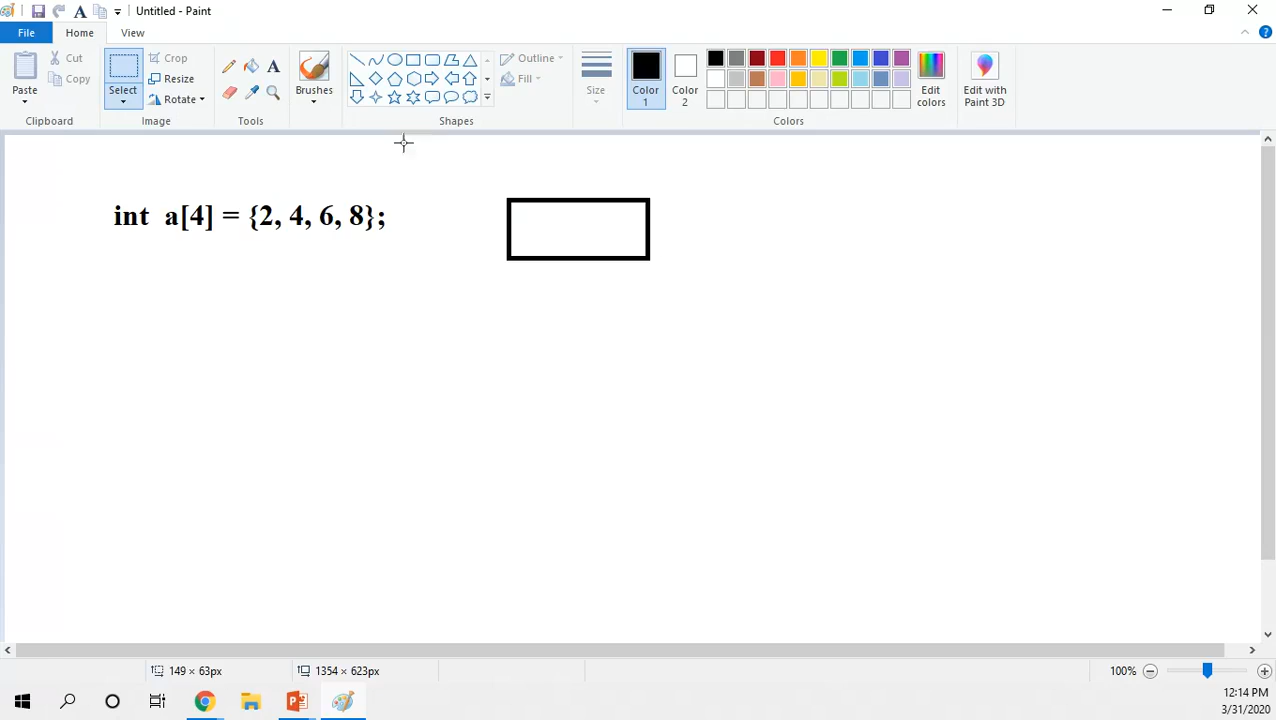 Untitled - Paint
File
Home
View
Paste
Cut
Copy
Clipboard
Select
Crop
Resize
Rotate
Image
Tools
Brushes
Shapes
Outline
Fill
Size
Color 1
Color 2
Colors
Edit colors
Edit with Paint 3D
int a[4] = {2, 4, 6, 8};
149 × 63px
1354 × 623px
100%
12:14 PM
3/31/2020